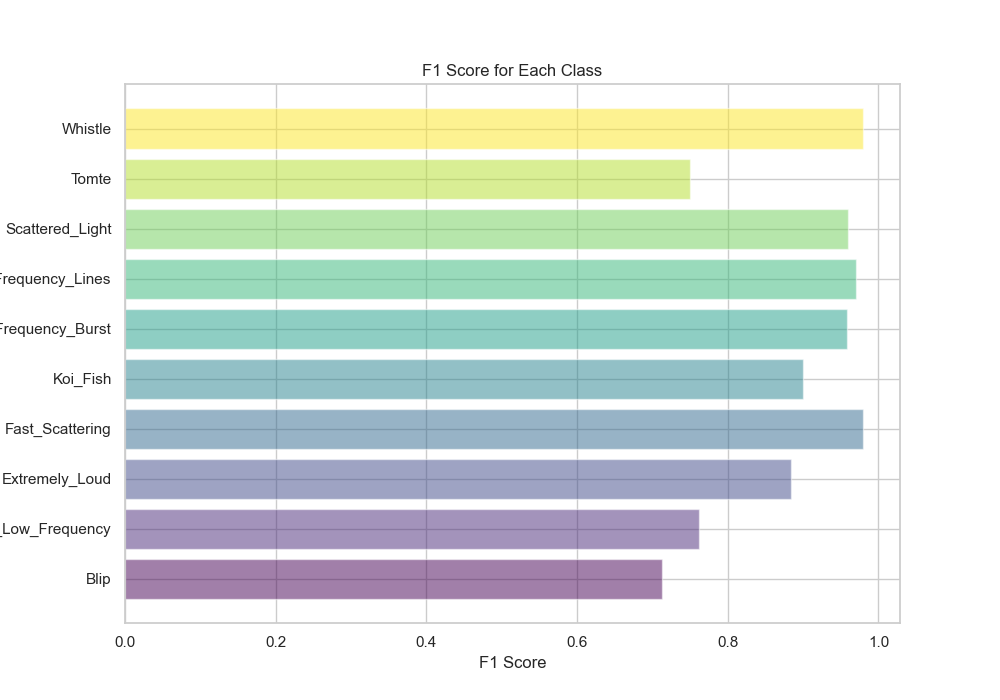 F1 Score for Each Class
Whistle
Tomte
Scattered_Light
Frequency_Lines
Frequency_Burst
Koi_Fish
Fast_Scattering
Extremely_Loud
_Low_Frequency
Blip
0.0 0.2 0.4 0.6 0.8 1.0
F1 Score